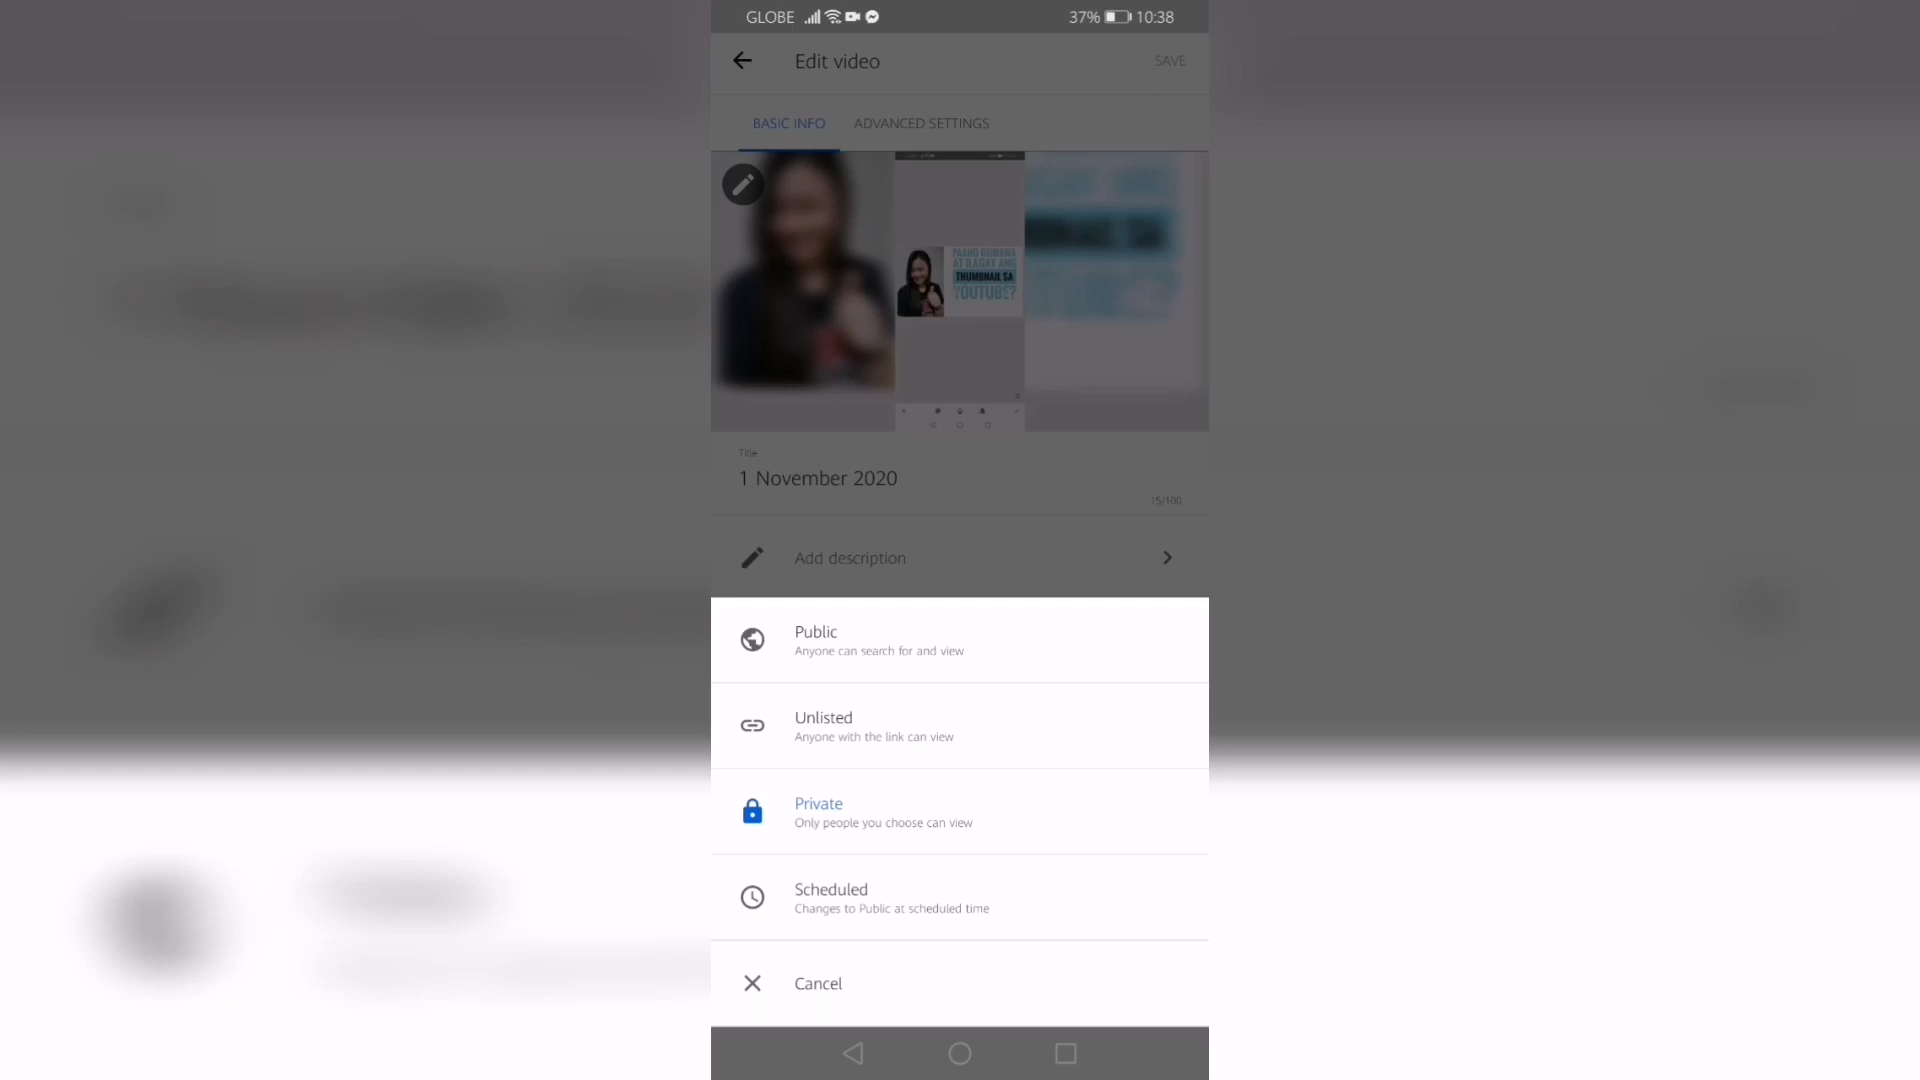 GLOBE 37% 10:38
Edit video SAVE
BASIC INFO ADVANCED SETTINGS
PAANO GUMAWA
AT ILAGAY ANG
THUMBNAIL SA
YOUTUBE?
Title
1 November 2020
15/100
Add description
Public
Anyone can search for and view
Unlisted
Anyone with the link can view
Private
Only people you choose can view
Scheduled
Changes to Public at scheduled time
Cancel